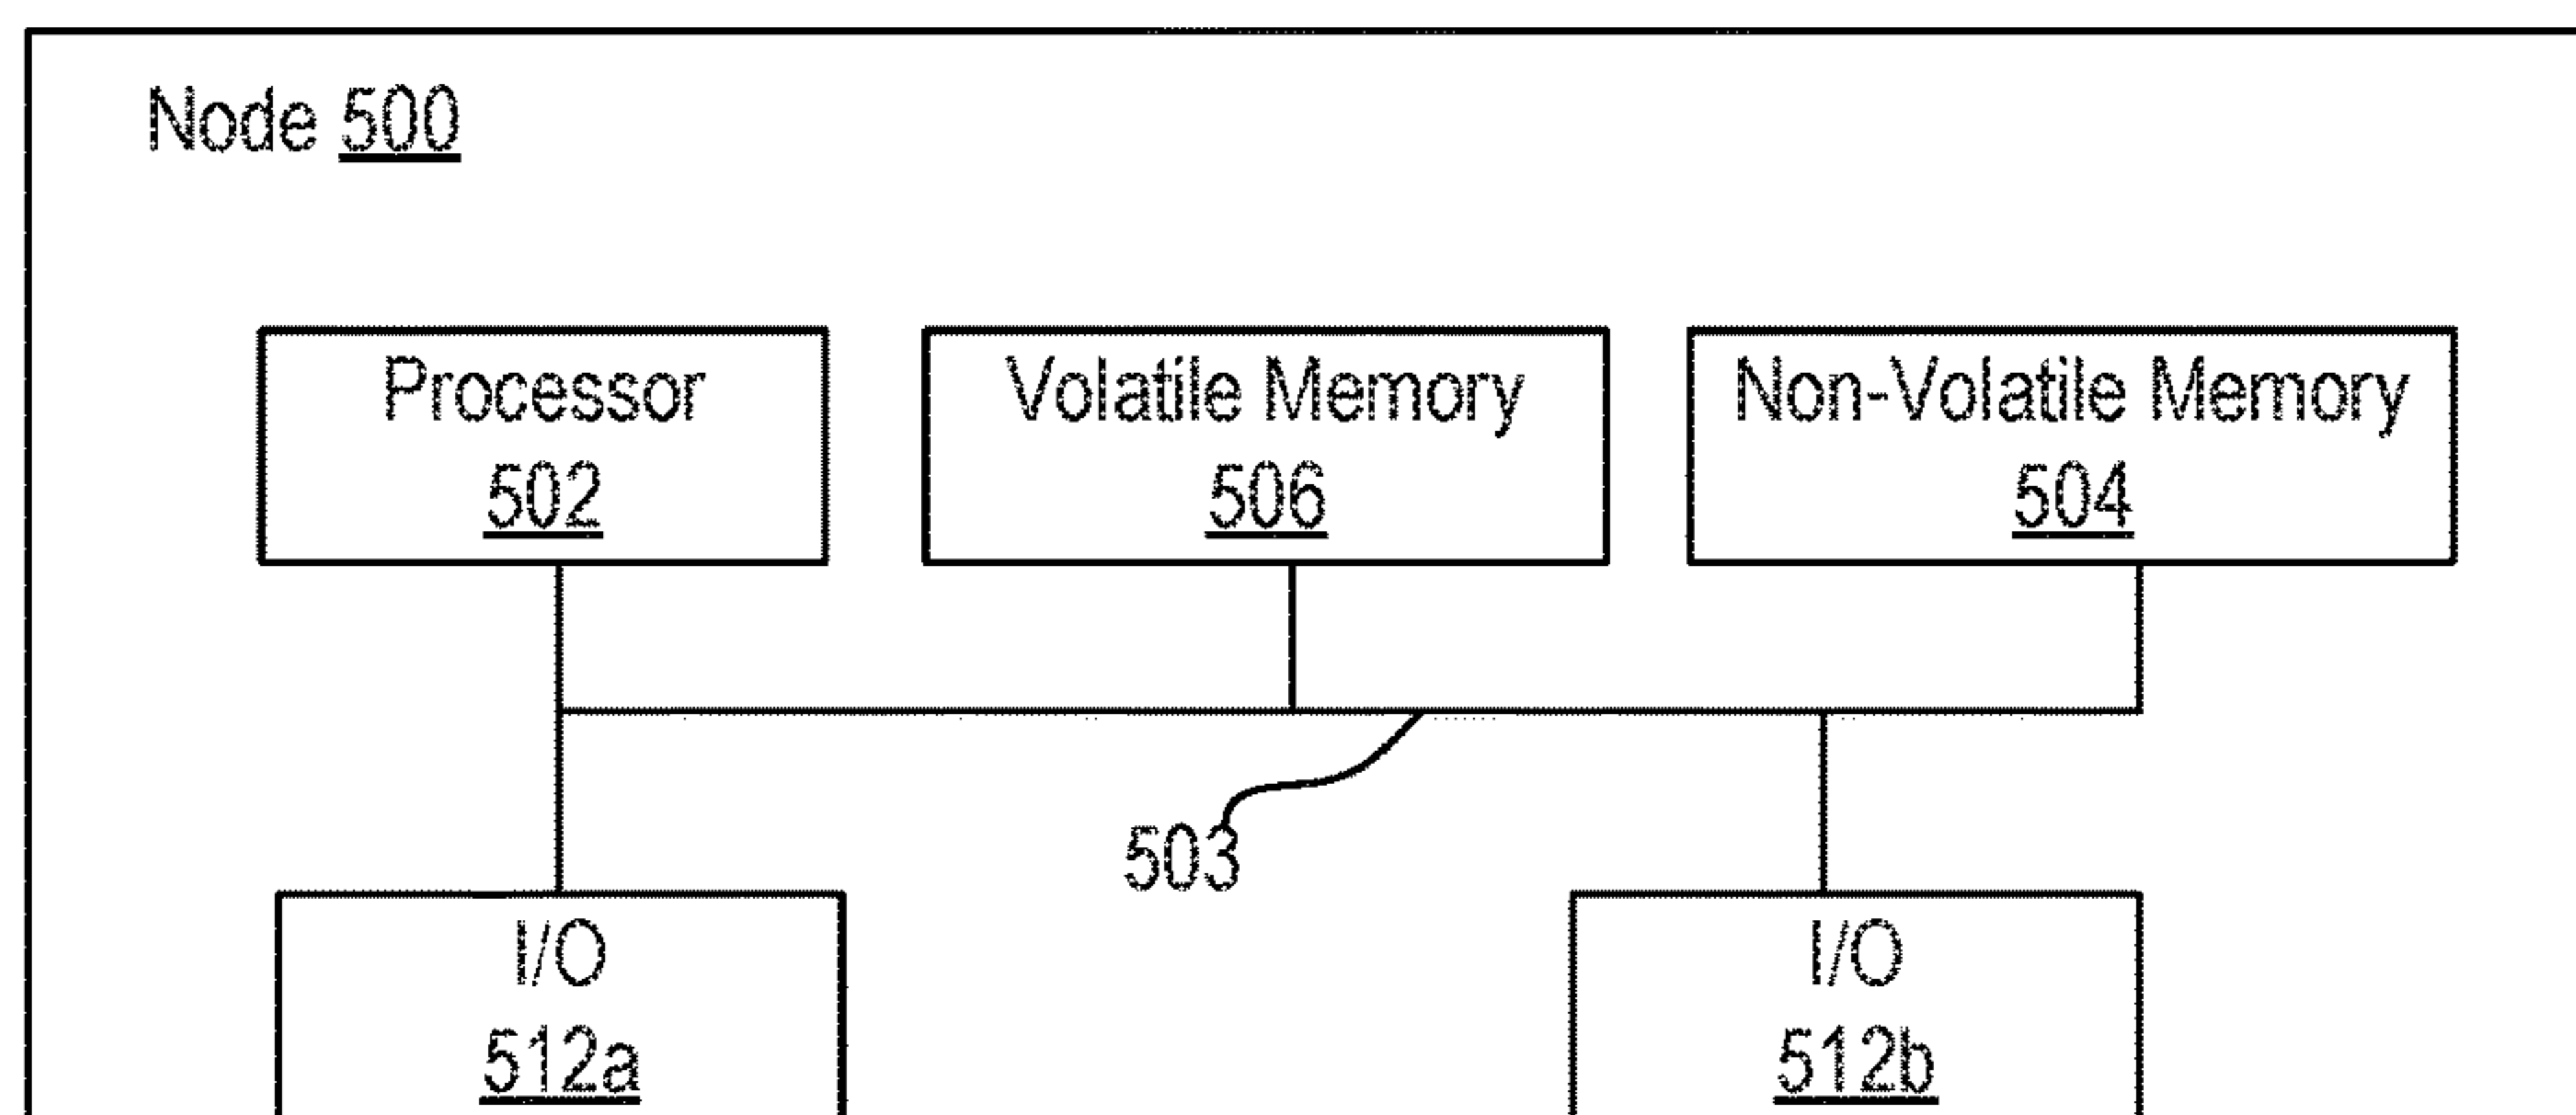 Node 500
Processor
502
Volatile Memory
506
Non-Volatile Memory
504
503
I/O
512a
I/O
512b